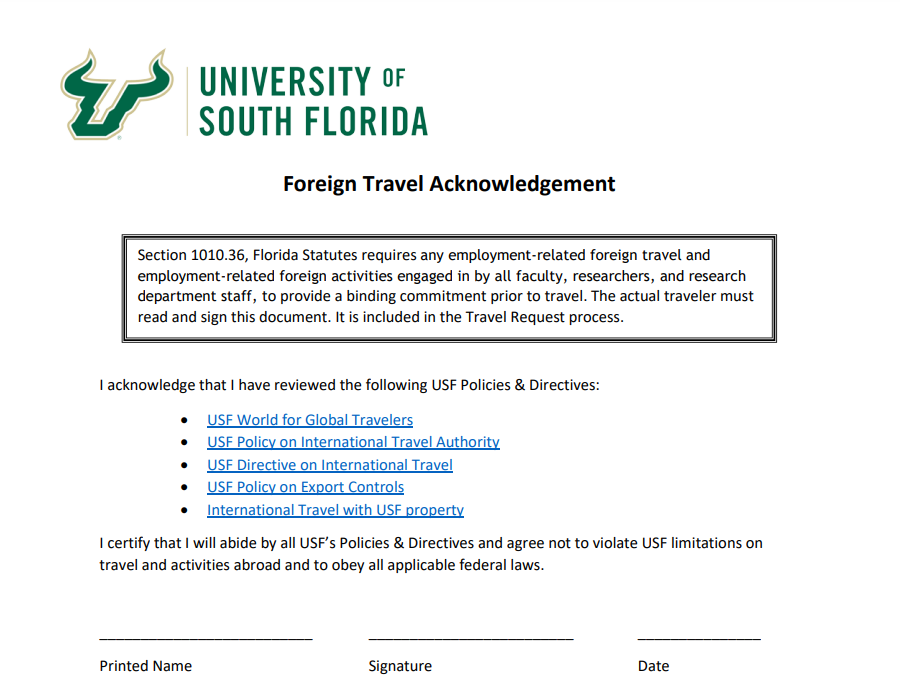 UNIVERSITY OF
SOUTH FLORIDA
Foreign Travel Acknowledgement
Section 1010.36, Florida Statutes requires any employment-related foreign travel and
employment-related foreign activities engaged in by all faculty, researchers, and research
department staff, to provide a binding commitment prior to travel. The actual traveler must
read and sign this document. It is included in the Travel Request process.
I acknowledge that I have reviewed the following USF Policies & Directives:
• USF World for Global Travelers
• USF Policy on International Travel Authority
• USF Directive on International Travel
• USF Policy on Export Controls
• International Travel with USF property
I certify that I will abide by all USF’s Policies & Directives and agree not to violate USF limitations on
travel and activities abroad and to obey all applicable federal laws.
Printed Name Signature Date